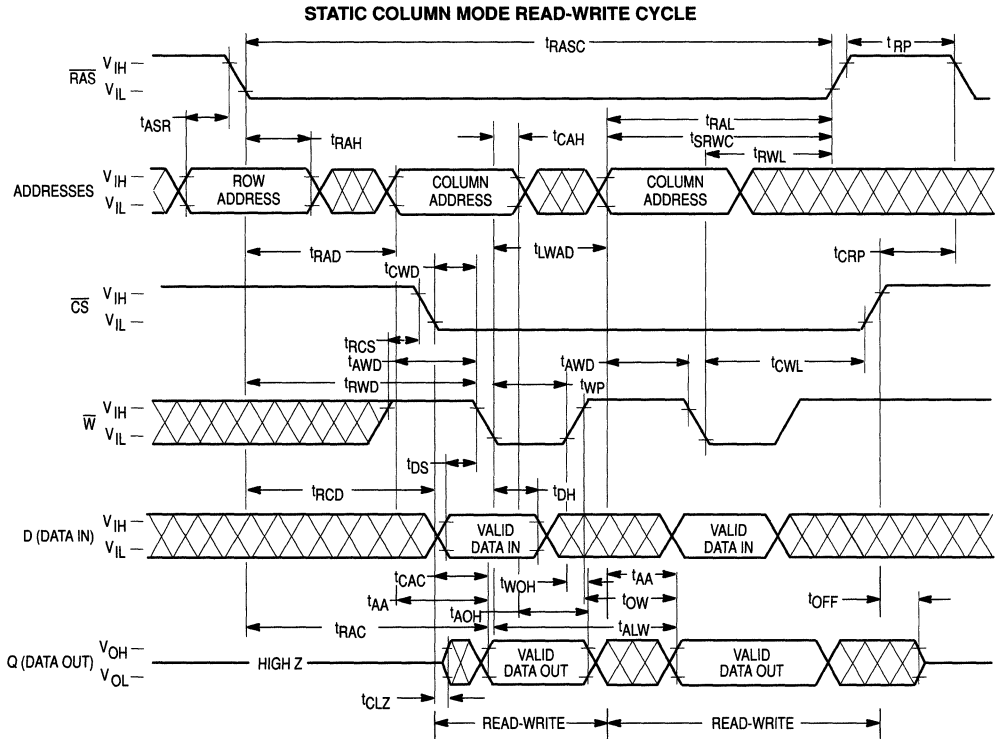 STATIC COLUMN MODE READ-WRITE CYCLE
tRASC
tRP
RAS
VIH
VIL
tASR
tRAH
tCAH
tRAL
tSRWC
tRWL
ADDRESSES
VIH
VIL
ROW
ADDRESS
COLUMN
ADDRESS
COLUMN
ADDRESS
tRAD
tLWAD
tCRP
tCWD
CS
VIH
VIL
tRCS
tAWD
tRWD
tAWD
tWP
tCWL
W
VIH
VIL
tDS
tRCD
tDH
D (DATA IN)
VIH
VIL
VALID
DATA IN
VALID
DATA IN
tCAC
tWOH
tAA
tAA
tOW
tOFF
tAOH
tRAC
tALW
Q (DATA OUT)
VOH
VOL
HIGH Z
VALID
DATA OUT
VALID
DATA OUT
tCLZ
READ-WRITE
READ-WRITE